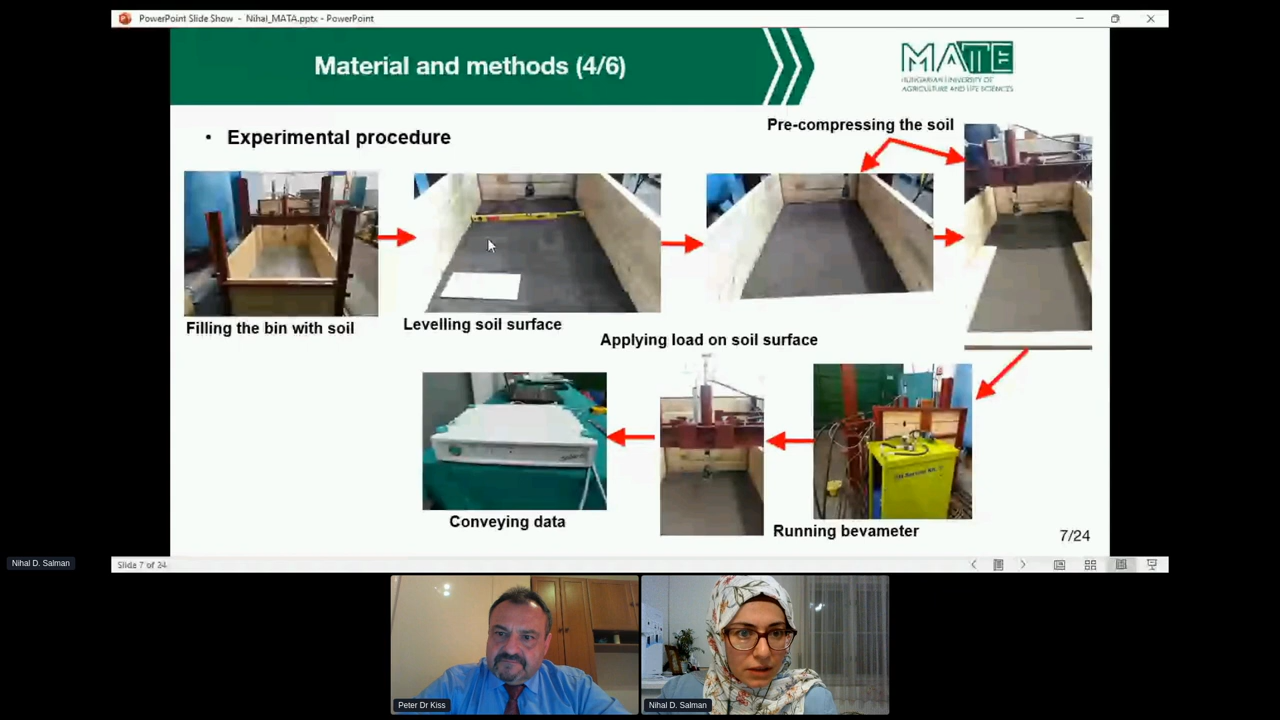 PowerPoint Slide Show - Nihal_MATA.pptx - PowerPoint
Material and methods (4/6)
MATE
HUNGARIAN UNIVERSITY OF
AGRICULTURE AND LIFE SCIENCES
• Experimental procedure
Pre-compressing the soil
Filling the bin with soil
Levelling soil surface
Applying load on soil surface
Conveying data
Running bevameter
7/24
Nihal D. Salman
Slide 7 of 24
Peter Dr Kiss
Nihal D. Salman